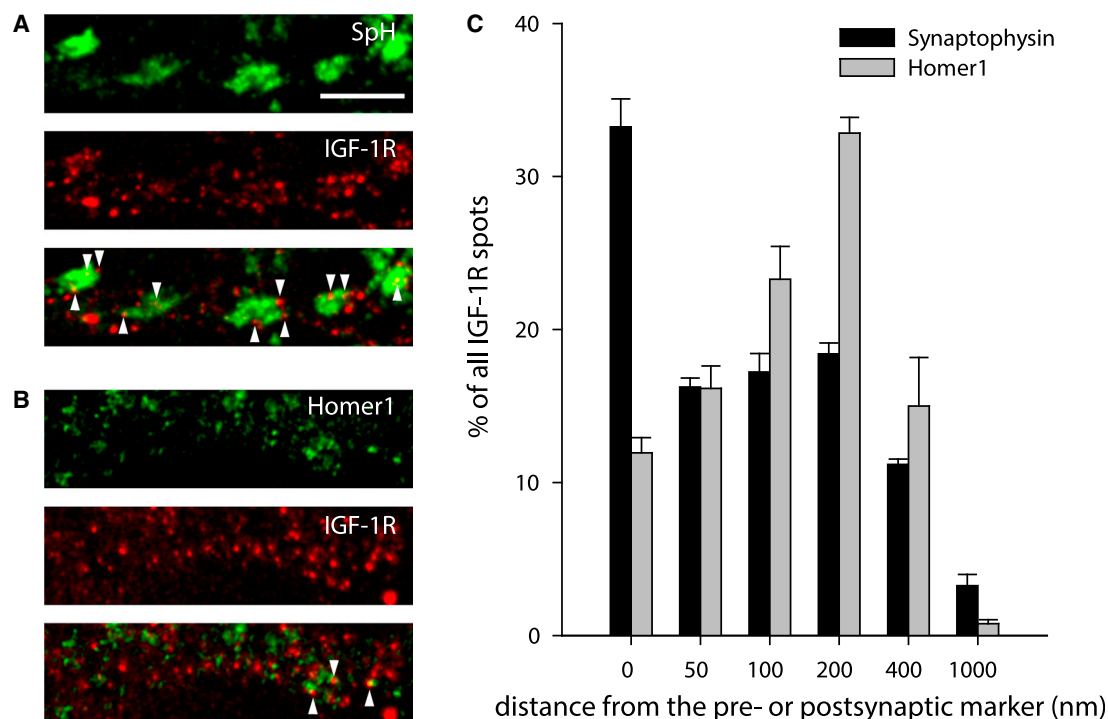 A
SpH
IGF-1R
B
Homer1
IGF-1R
C
40
30
20
10
0
% of all IGF-1R spots
Synaptophysin
Homer1
0 50 100 200 400 1000
distance from the pre- or postsynaptic marker (nm)